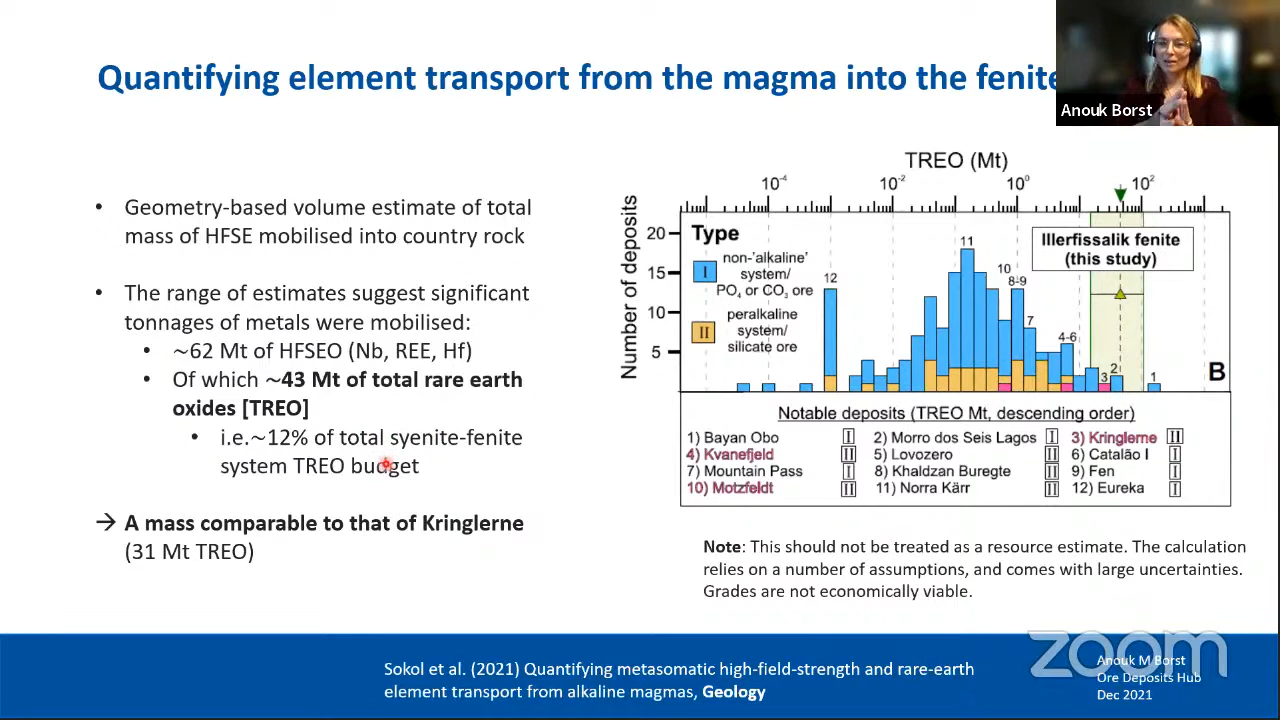 Quantifying element transport from the magma into the fenite
Anouk Borst
• Geometry-based volume estimate of total
mass of HFSE mobilised into country rock
• The range of estimates suggest significant
tonnages of metals were mobilised:
• ~62 Mt of HFSEO (Nb, REE, Hf)
• Of which ~43 Mt of total rare earth
oxides [TREO]
• i.e.~12% of total syenite-fenite
system TREO budget
→ A mass comparable to that of Kringlerne
(31 Mt TREO)
TREO (Mt)
10⁻⁴ 10⁻² 10⁰ 10²
Number of deposits
20
15
10
5
Type
I non-'alkaline'
system/
PO₄ or CO₃ ore
II peralkaline
system/
silicate ore
12
11
10
8-9
7
4-6
3
2
1
Illerfissalik fenite
(this study)
B
Notable deposits (TREO Mt, descending order)
1) Bayan Obo I 2) Morro dos Seis Lagos I 3) Kringlerne II
4) Kvanefjeld II 5) Lovozero II 6) Catalão I I
7) Mountain Pass I 8) Khaldzan Buregte II 9) Fen I
10) Motzfeldt II 11) Norra Kärr II 12) Eureka I
Note: This should not be treated as a resource estimate. The calculation
relies on a number of assumptions, and comes with large uncertainties.
Grades are not economically viable.
Sokol et al. (2021) Quantifying metasomatic high-field-strength and rare-earth
element transport from alkaline magmas, Geology
zoom
Anouk M Borst
Ore Deposits Hub
Dec 2021